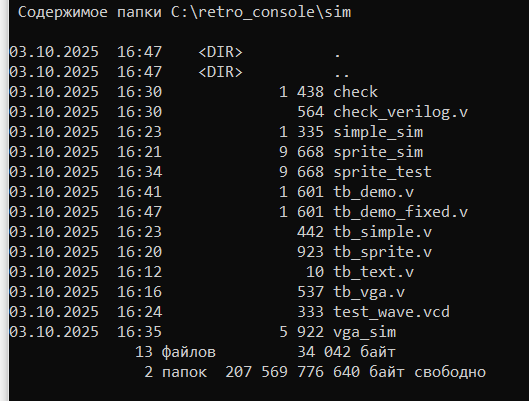 Содержимое папки C:\retro_console\sim
03.10.2025 16:47 <DIR> .
03.10.2025 16:47 <DIR> ..
03.10.2025 16:30 1 438 check
03.10.2025 16:30 564 check_verilog.v
03.10.2025 16:23 1 335 simple_sim
03.10.2025 16:21 9 668 sprite_sim
03.10.2025 16:34 9 668 sprite_test
03.10.2025 16:41 1 601 tb_demo.v
03.10.2025 16:47 1 601 tb_demo_fixed.v
03.10.2025 16:23 442 tb_simple.v
03.10.2025 16:20 923 tb_sprite.v
03.10.2025 16:12 10 tb_text.v
03.10.2025 16:16 537 tb_vga.v
03.10.2025 16:24 333 test_wave.vcd
03.10.2025 16:35 5 922 vga_sim
13 файлов 34 042 байт
2 папок 207 569 776 640 байт свободно